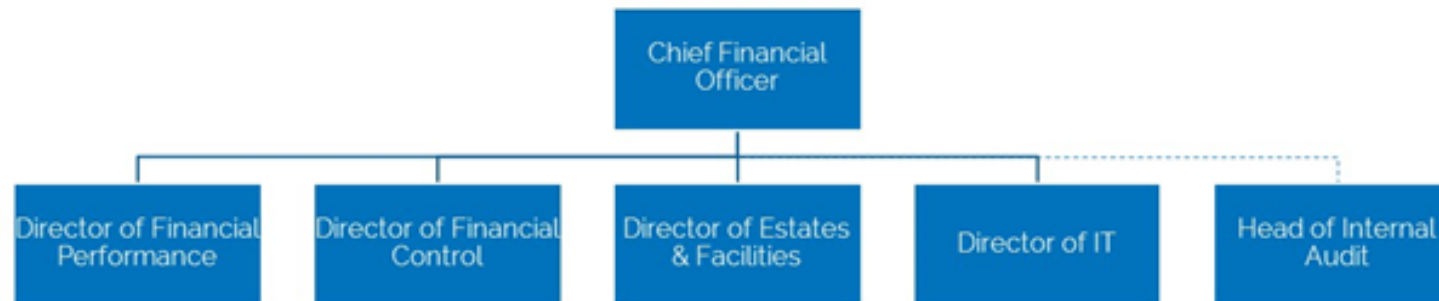 Chief Financial
Officer
Director of Financial
Performance
Director of Financial
Control
Director of Estates
& Facilities
Director of IT
Head of Internal
Audit